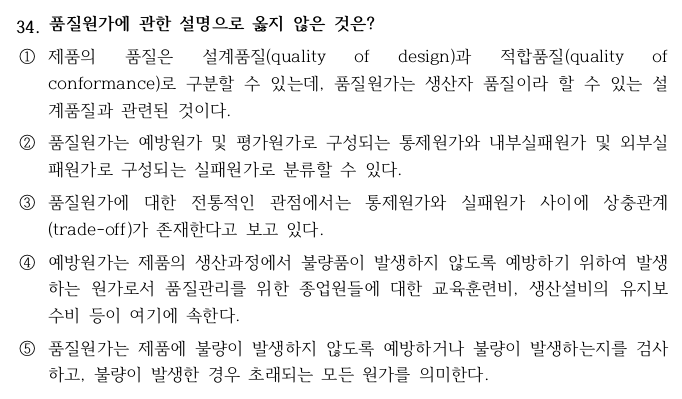 34. 품질원가에 관한 설명으로 옳지 않은 것은?
① 제품의 품질은 설계품질(quality of design)과 적합품질(quality of
conformance)로 구분할 수 있는데, 품질원가는 생산자 품질이라 할 수 있는 설
계품질과 관련된 것이다.
② 품질원가는 예방원가 및 평가원가로 구성되는 통제원가와 내부실패원가 및 외부실
패원가로 구성되는 실패원가로 분류할 수 있다.
③ 품질원가에 대한 전통적인 관점에서는 통제원가와 실패원가 사이에 상충관계
(trade-off)가 존재한다고 보고 있다.
④ 예방원가는 제품의 생산과정에서 불량품이 발생하지 않도록 예방하기 위하여 발생
하는 원가로서 품질관리를 위한 종업원들에 대한 교육훈련비, 생산설비의 유지보
수비 등이 여기에 속한다.
⑤ 품질원가는 제품에 불량이 발생하지 않도록 예방하거나 불량이 발생하는지를 검사
하고, 불량이 발생한 경우 초래되는 모든 원가를 의미한다.